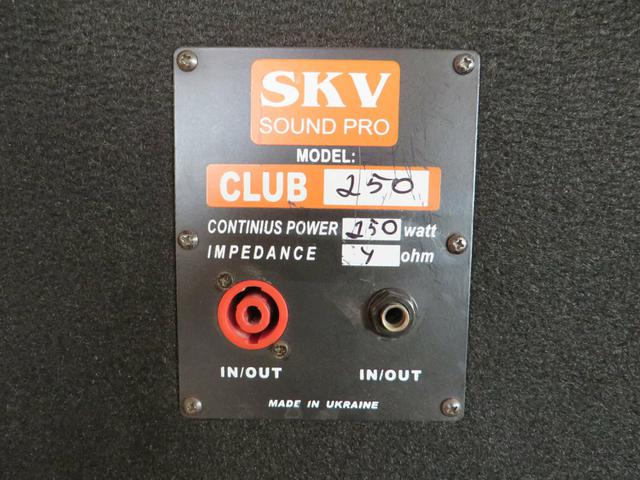 SKV
SOUND PRO
MODEL:
CLUB 250
CONTINIUS POWER 250 watt
IMPEDANCE 4 ohm
IN/OUT IN/OUT
MADE IN UKRAINE